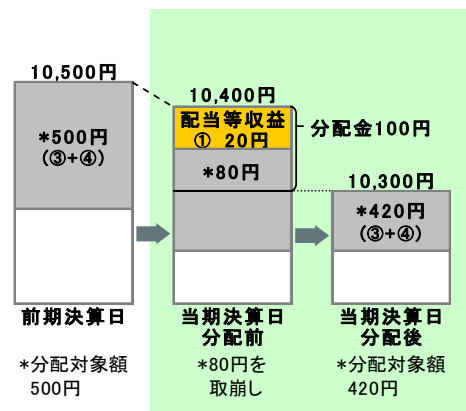 10,500円
*500円
(③+④)
前期決算日
*分配対象額
500円
10,400円
配当等収益
① 20円
*80円
分配金100円
当期決算日
分配前
*80円を
取崩し
10,300円
*420円
(③+④)
当期決算日
分配後
*分配対象額
420円